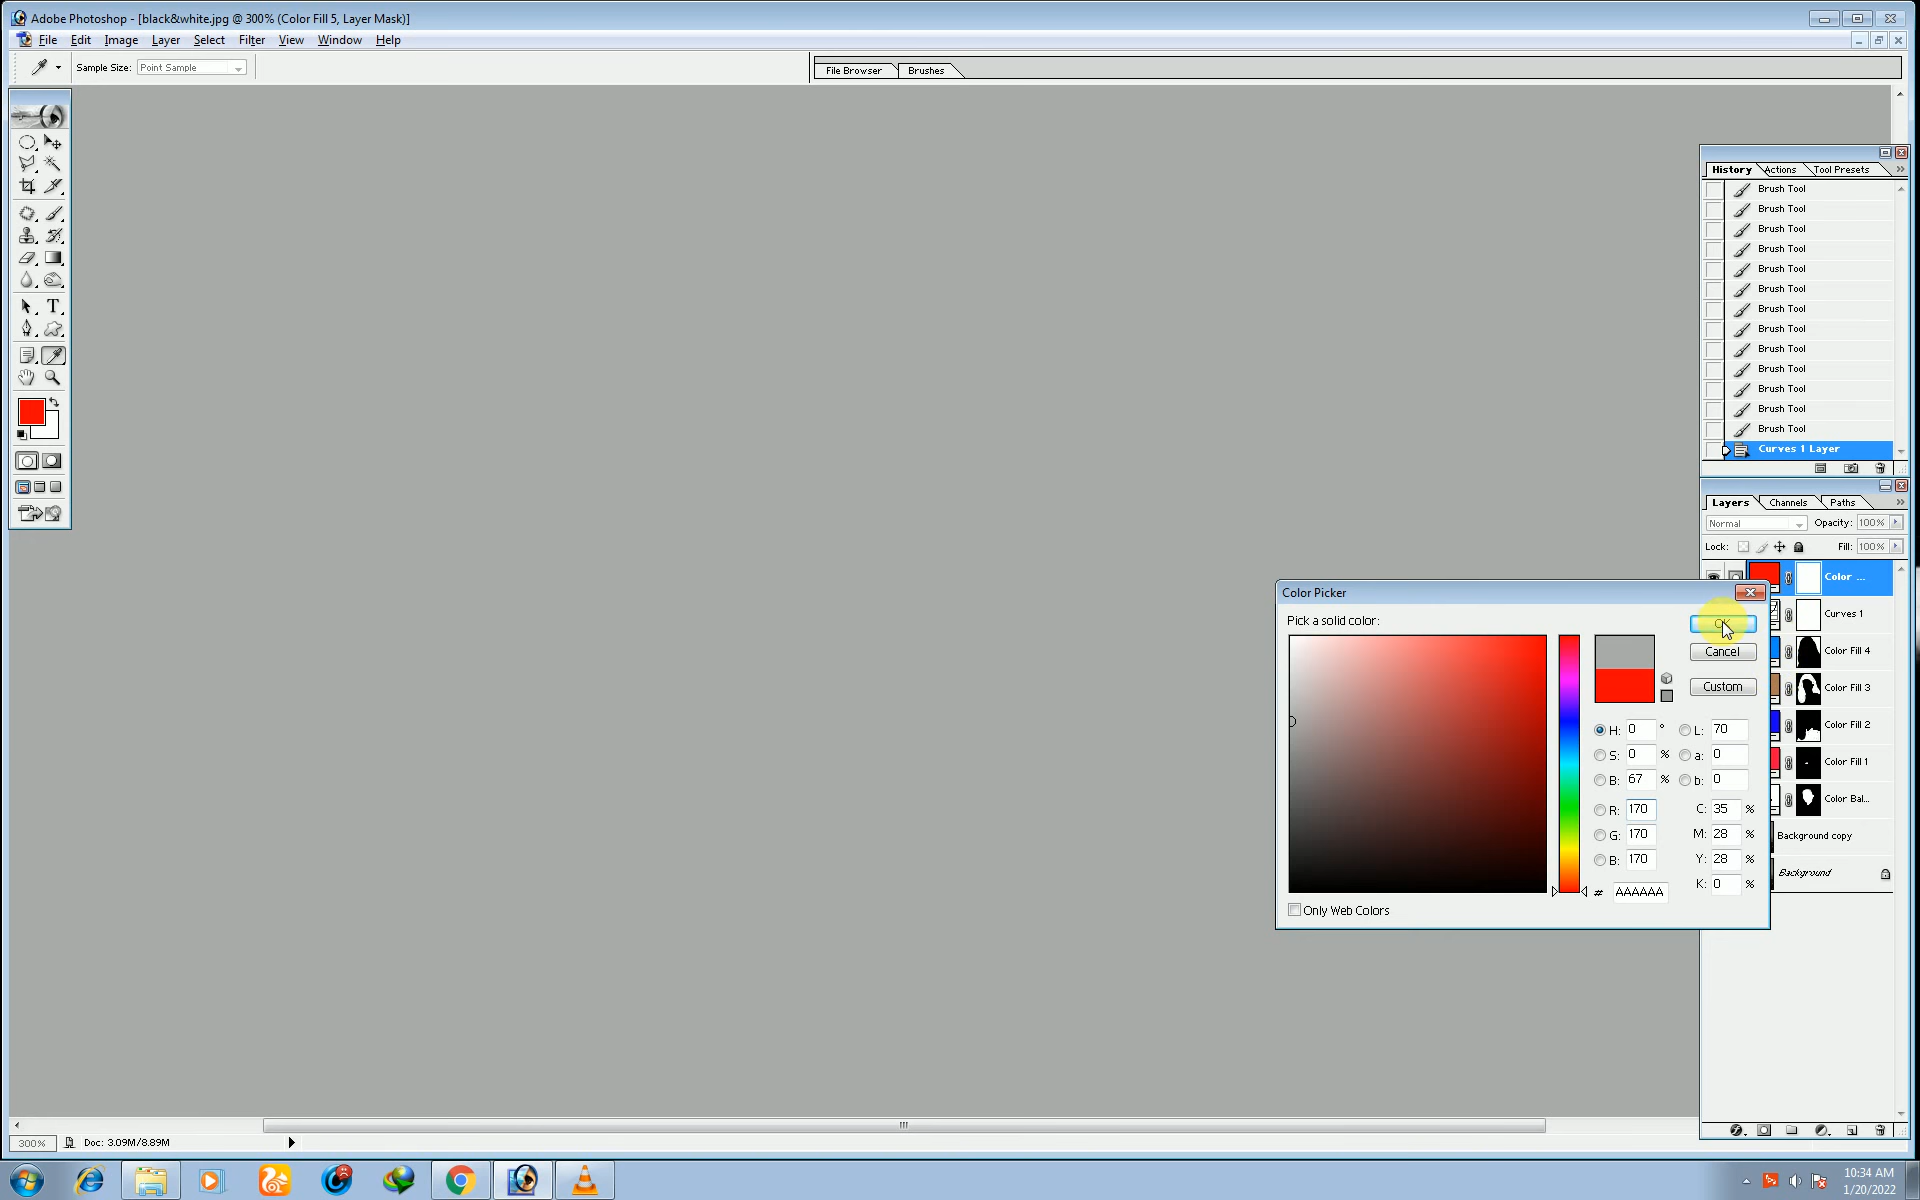 Adobe Photoshop - [black&white.jpg @ 300% (Color Fill 5, Layer Mask)]
File Edit Image Layer Select Filter View Window Help
Sample Size: Point Sample
File Browser Brushes
History Actions Tool Presets
Brush Tool
Brush Tool
Brush Tool
Brush Tool
Brush Tool
Brush Tool
Brush Tool
Brush Tool
Brush Tool
Brush Tool
Brush Tool
Brush Tool
Brush Tool
Curves 1 Layer
Layers Channels Paths
Normal Opacity: 100%
Lock: Fill: 100%
Color ...
Curves 1
Color Fill 4
Color Fill 3
Color Fill 2
Color Fill 1
Color Bal...
Background copy
Background
Color Picker
Pick a solid color:
OK
Cancel
Custom
H: 0 ° L: 70
S: 0 % a: 0
B: 67 % b: 0
R: 170 C: 35 %
G: 170 M: 28 %
B: 170 Y: 28 %
# AAAAAA K: 0 %
Only Web Colors
300% Doc: 3.09M/8.89M
10:34 AM
1/20/2022